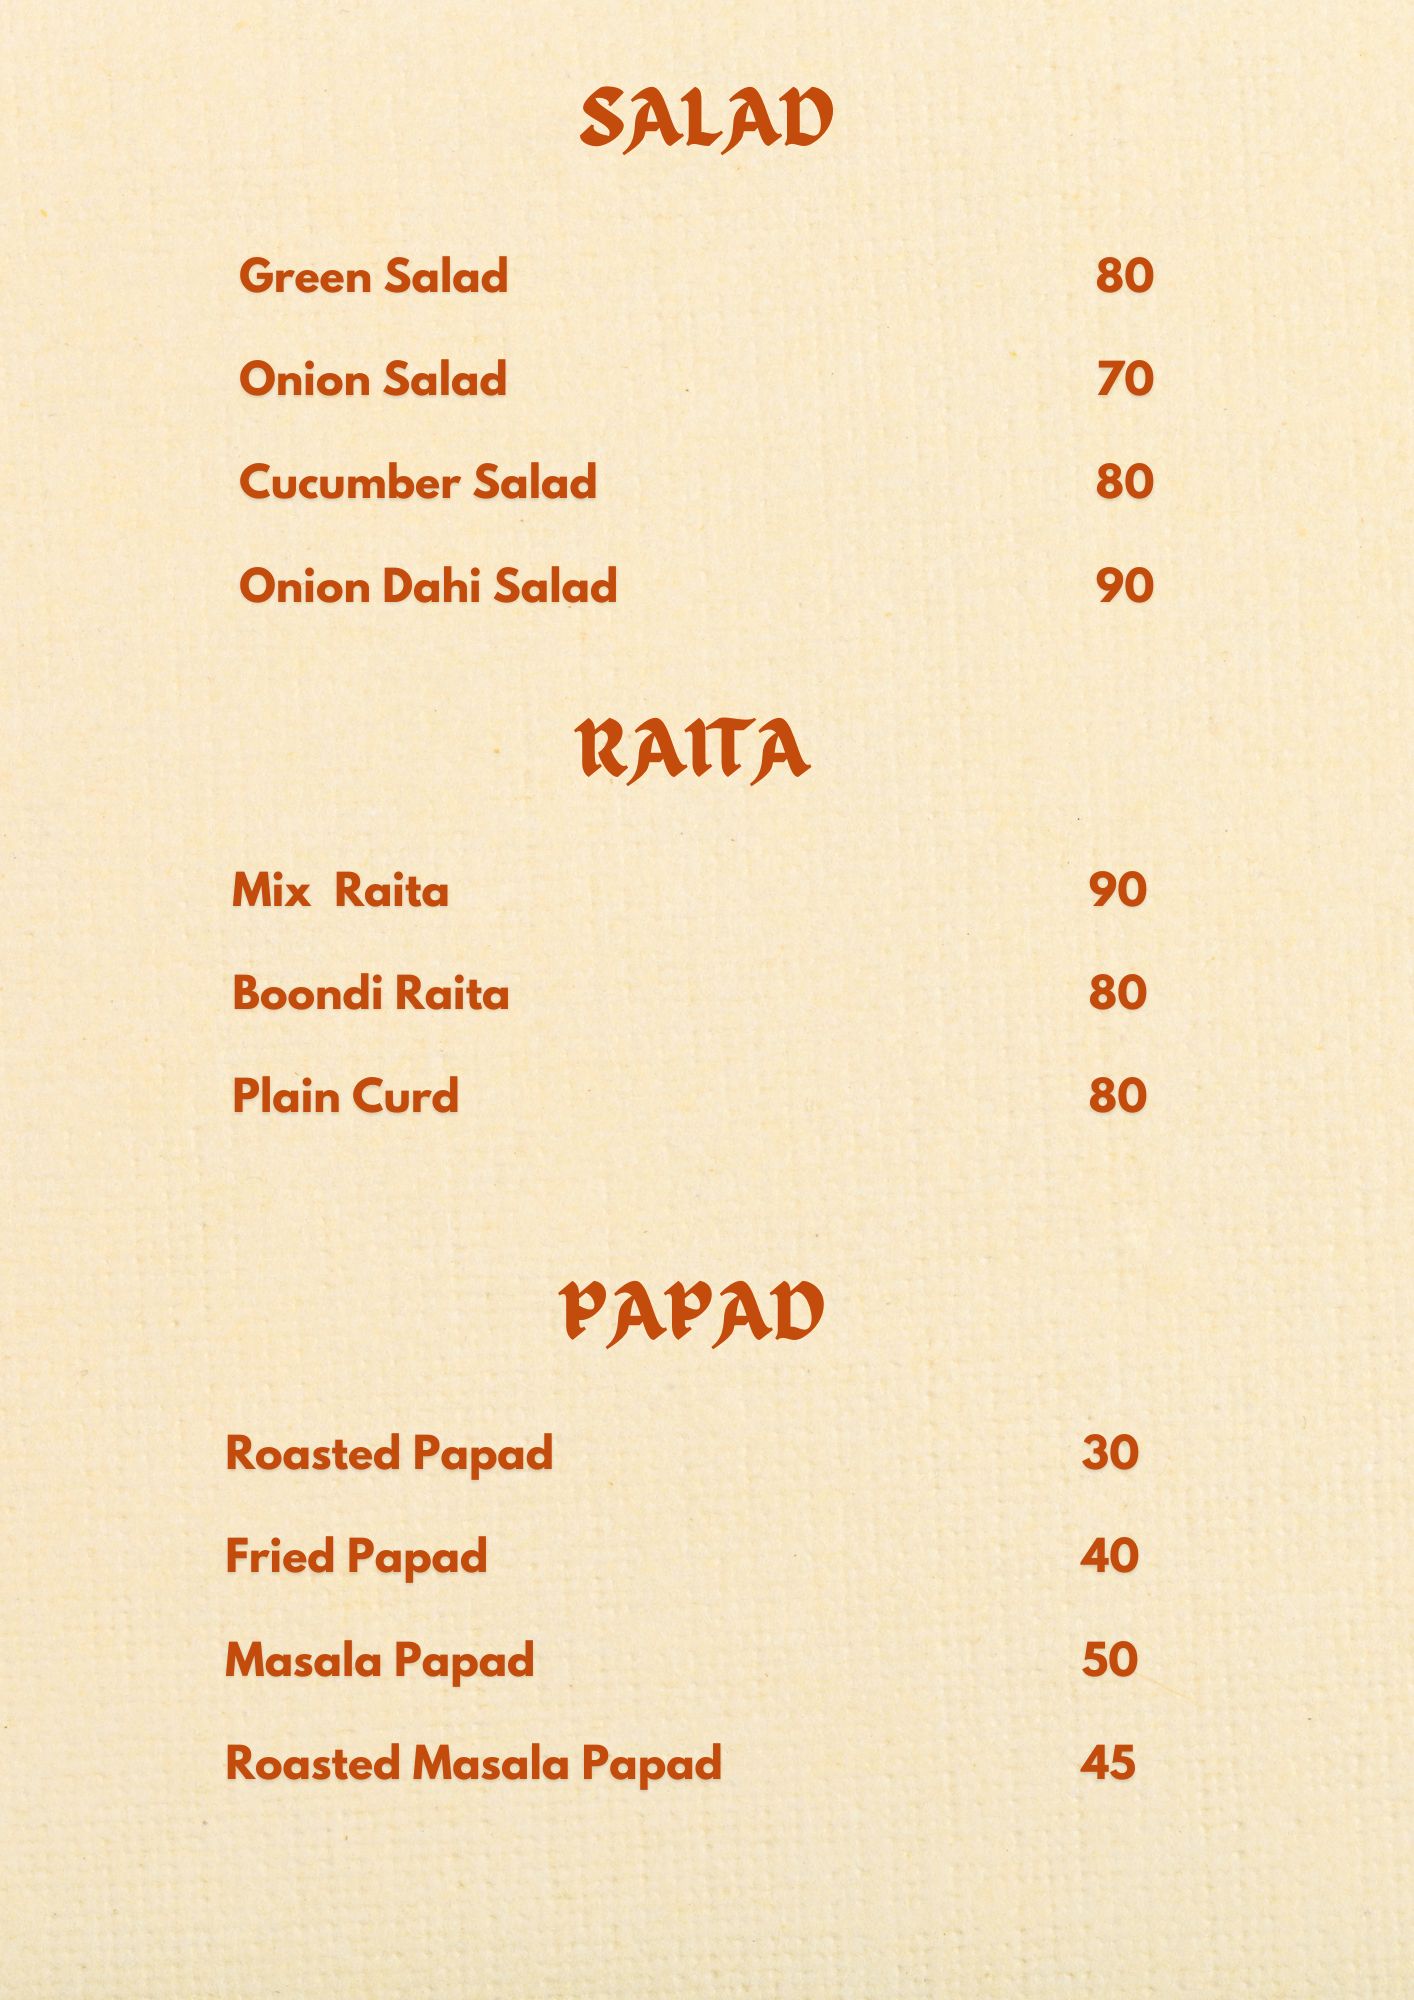 SALAD
Green Salad 80
Onion Salad 70
Cucumber Salad 80
Onion Dahi Salad 90
RAITA
Mix  Raita 90
Boondi Raita 80
Plain Curd 80
PAPAD
Roasted Papad 30
Fried Papad 40
Masala Papad 50
Roasted Masala Papad 45